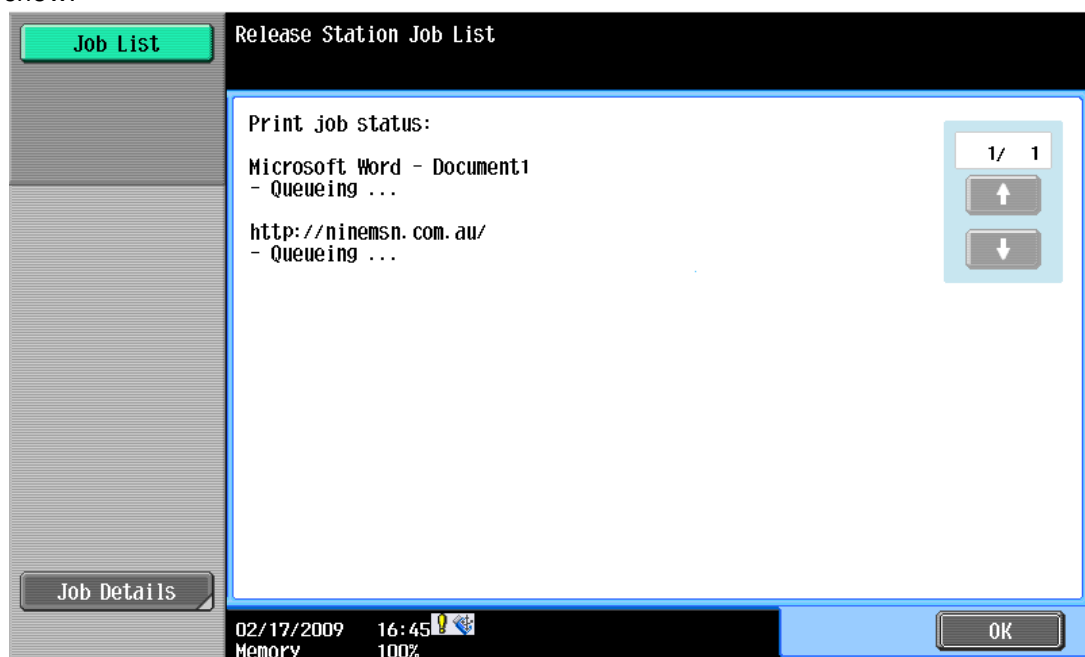 Job List
Release Station Job List
Print job status:
1/ 1
Microsoft Word - Document1
- Queueing ...
http://ninemsn.com.au/
- Queueing ...
Job Details
02/17/2009 16:45
Memory 100%
OK